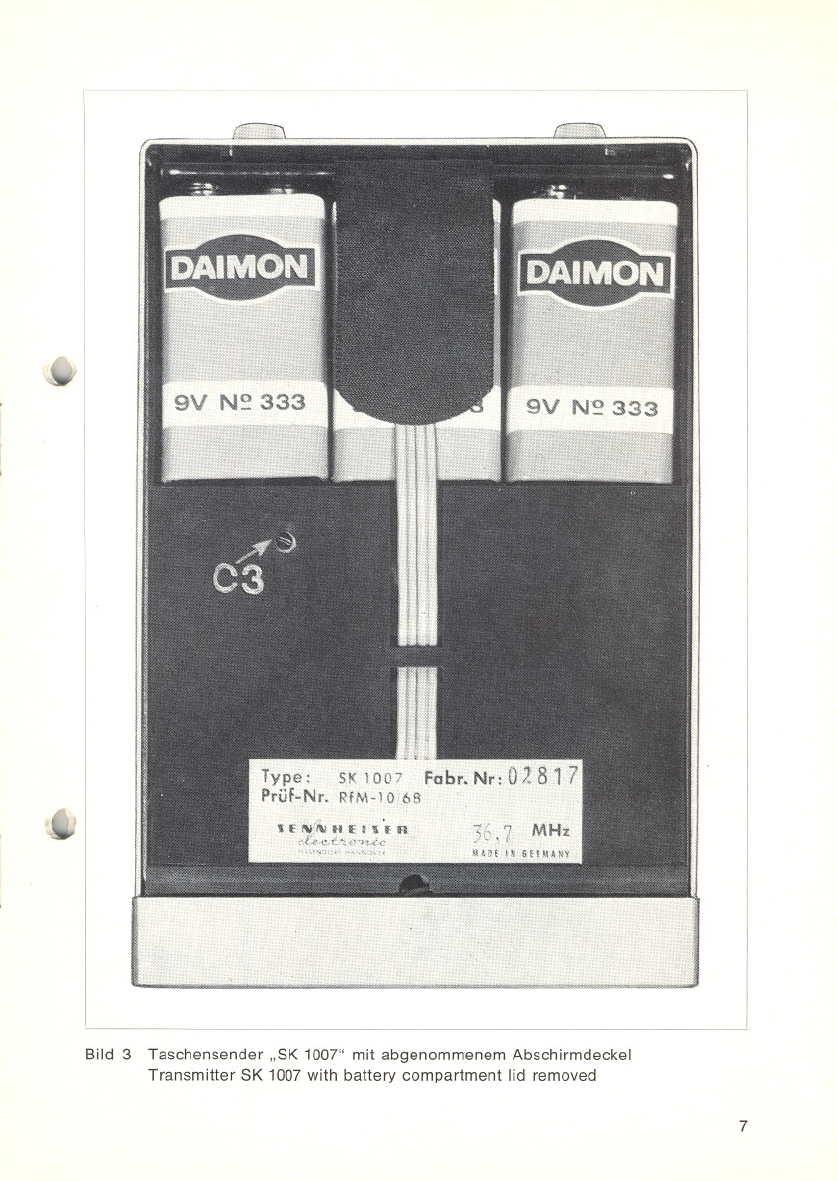 DAIMON
9V Nº 333
DAIMON
9V Nº 333
C3
Type: SK 1007 Fabr. Nr: 02817
Prüf-Nr. RfM-10/68
SENNHEISER
electronic
36,7 MHz
MADE IN GERMANY
Bild 3 Taschensender „SK 1007“ mit abgenommenem Abschirmdeckel
Transmitter SK 1007 with battery compartment lid removed
7